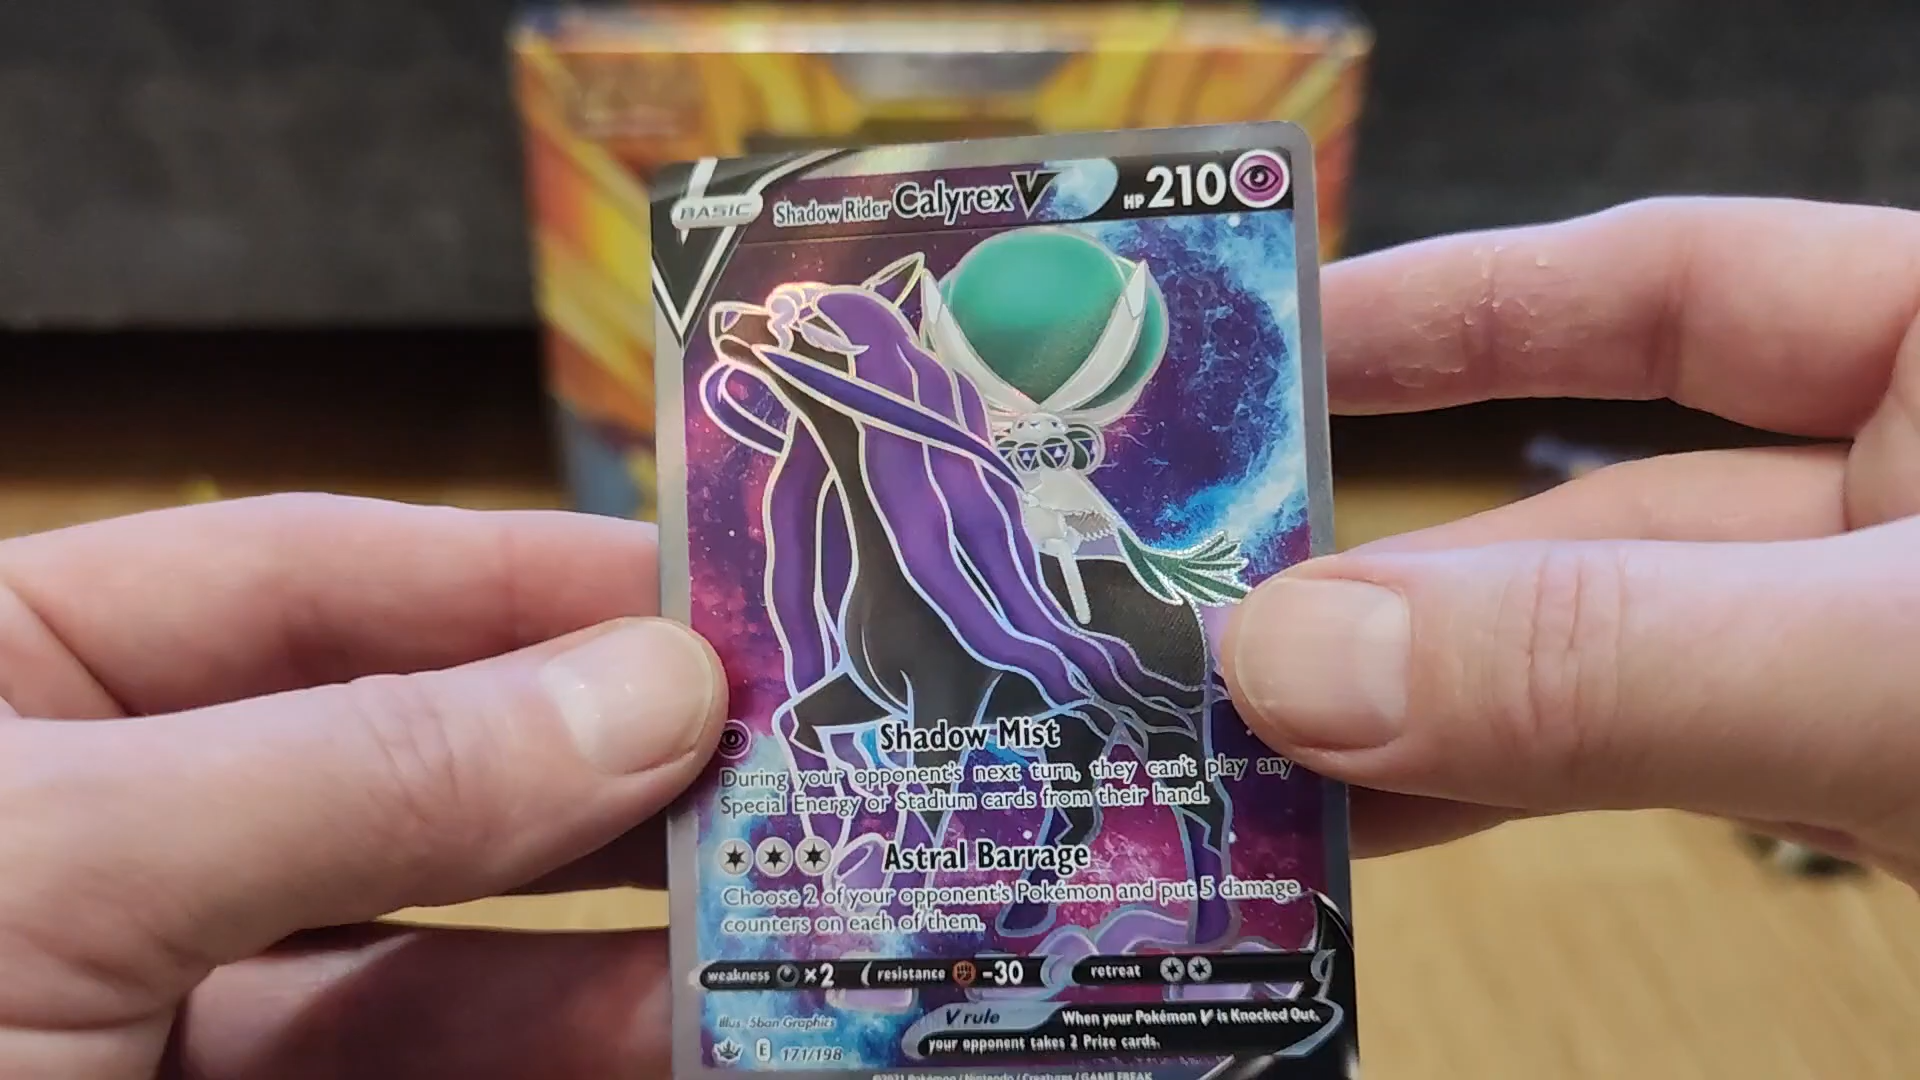 BASIC
Shadow Rider Calyrex V
HP 210
Shadow Mist
During your opponent's next turn, they can't play any
Special Energy or Stadium cards from their hand.
Astral Barrage
Choose 2 of your opponent's Pokémon and put 5 damage
counters on each of them.
weakness ×2 resistance -30 retreat
Illus. 5ban Graphics
V rule When your Pokémon V is Knocked Out,
your opponent takes 2 Prize cards.
E 171/198
©2021 Pokémon / Nintendo / Creatures / GAME FREAK